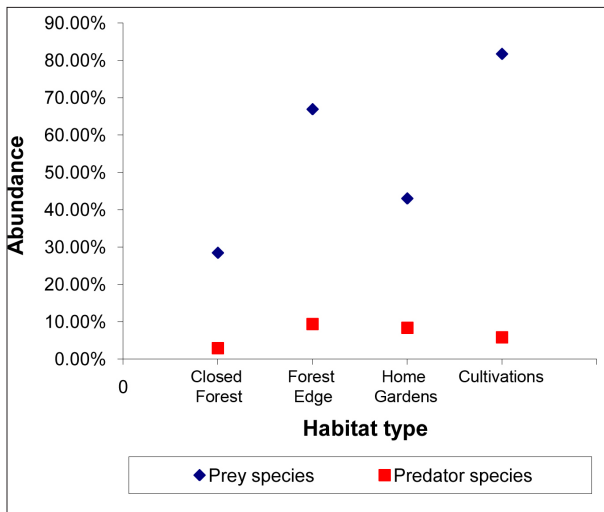 90.00%
80.00%
70.00%
60.00%
50.00%
40.00%
30.00%
20.00%
10.00%
0.00%
Abundance
0
Closed
Forest
Forest
Edge
Home
Gardens
Cultivations
Habitat type
Prey species
Predator species